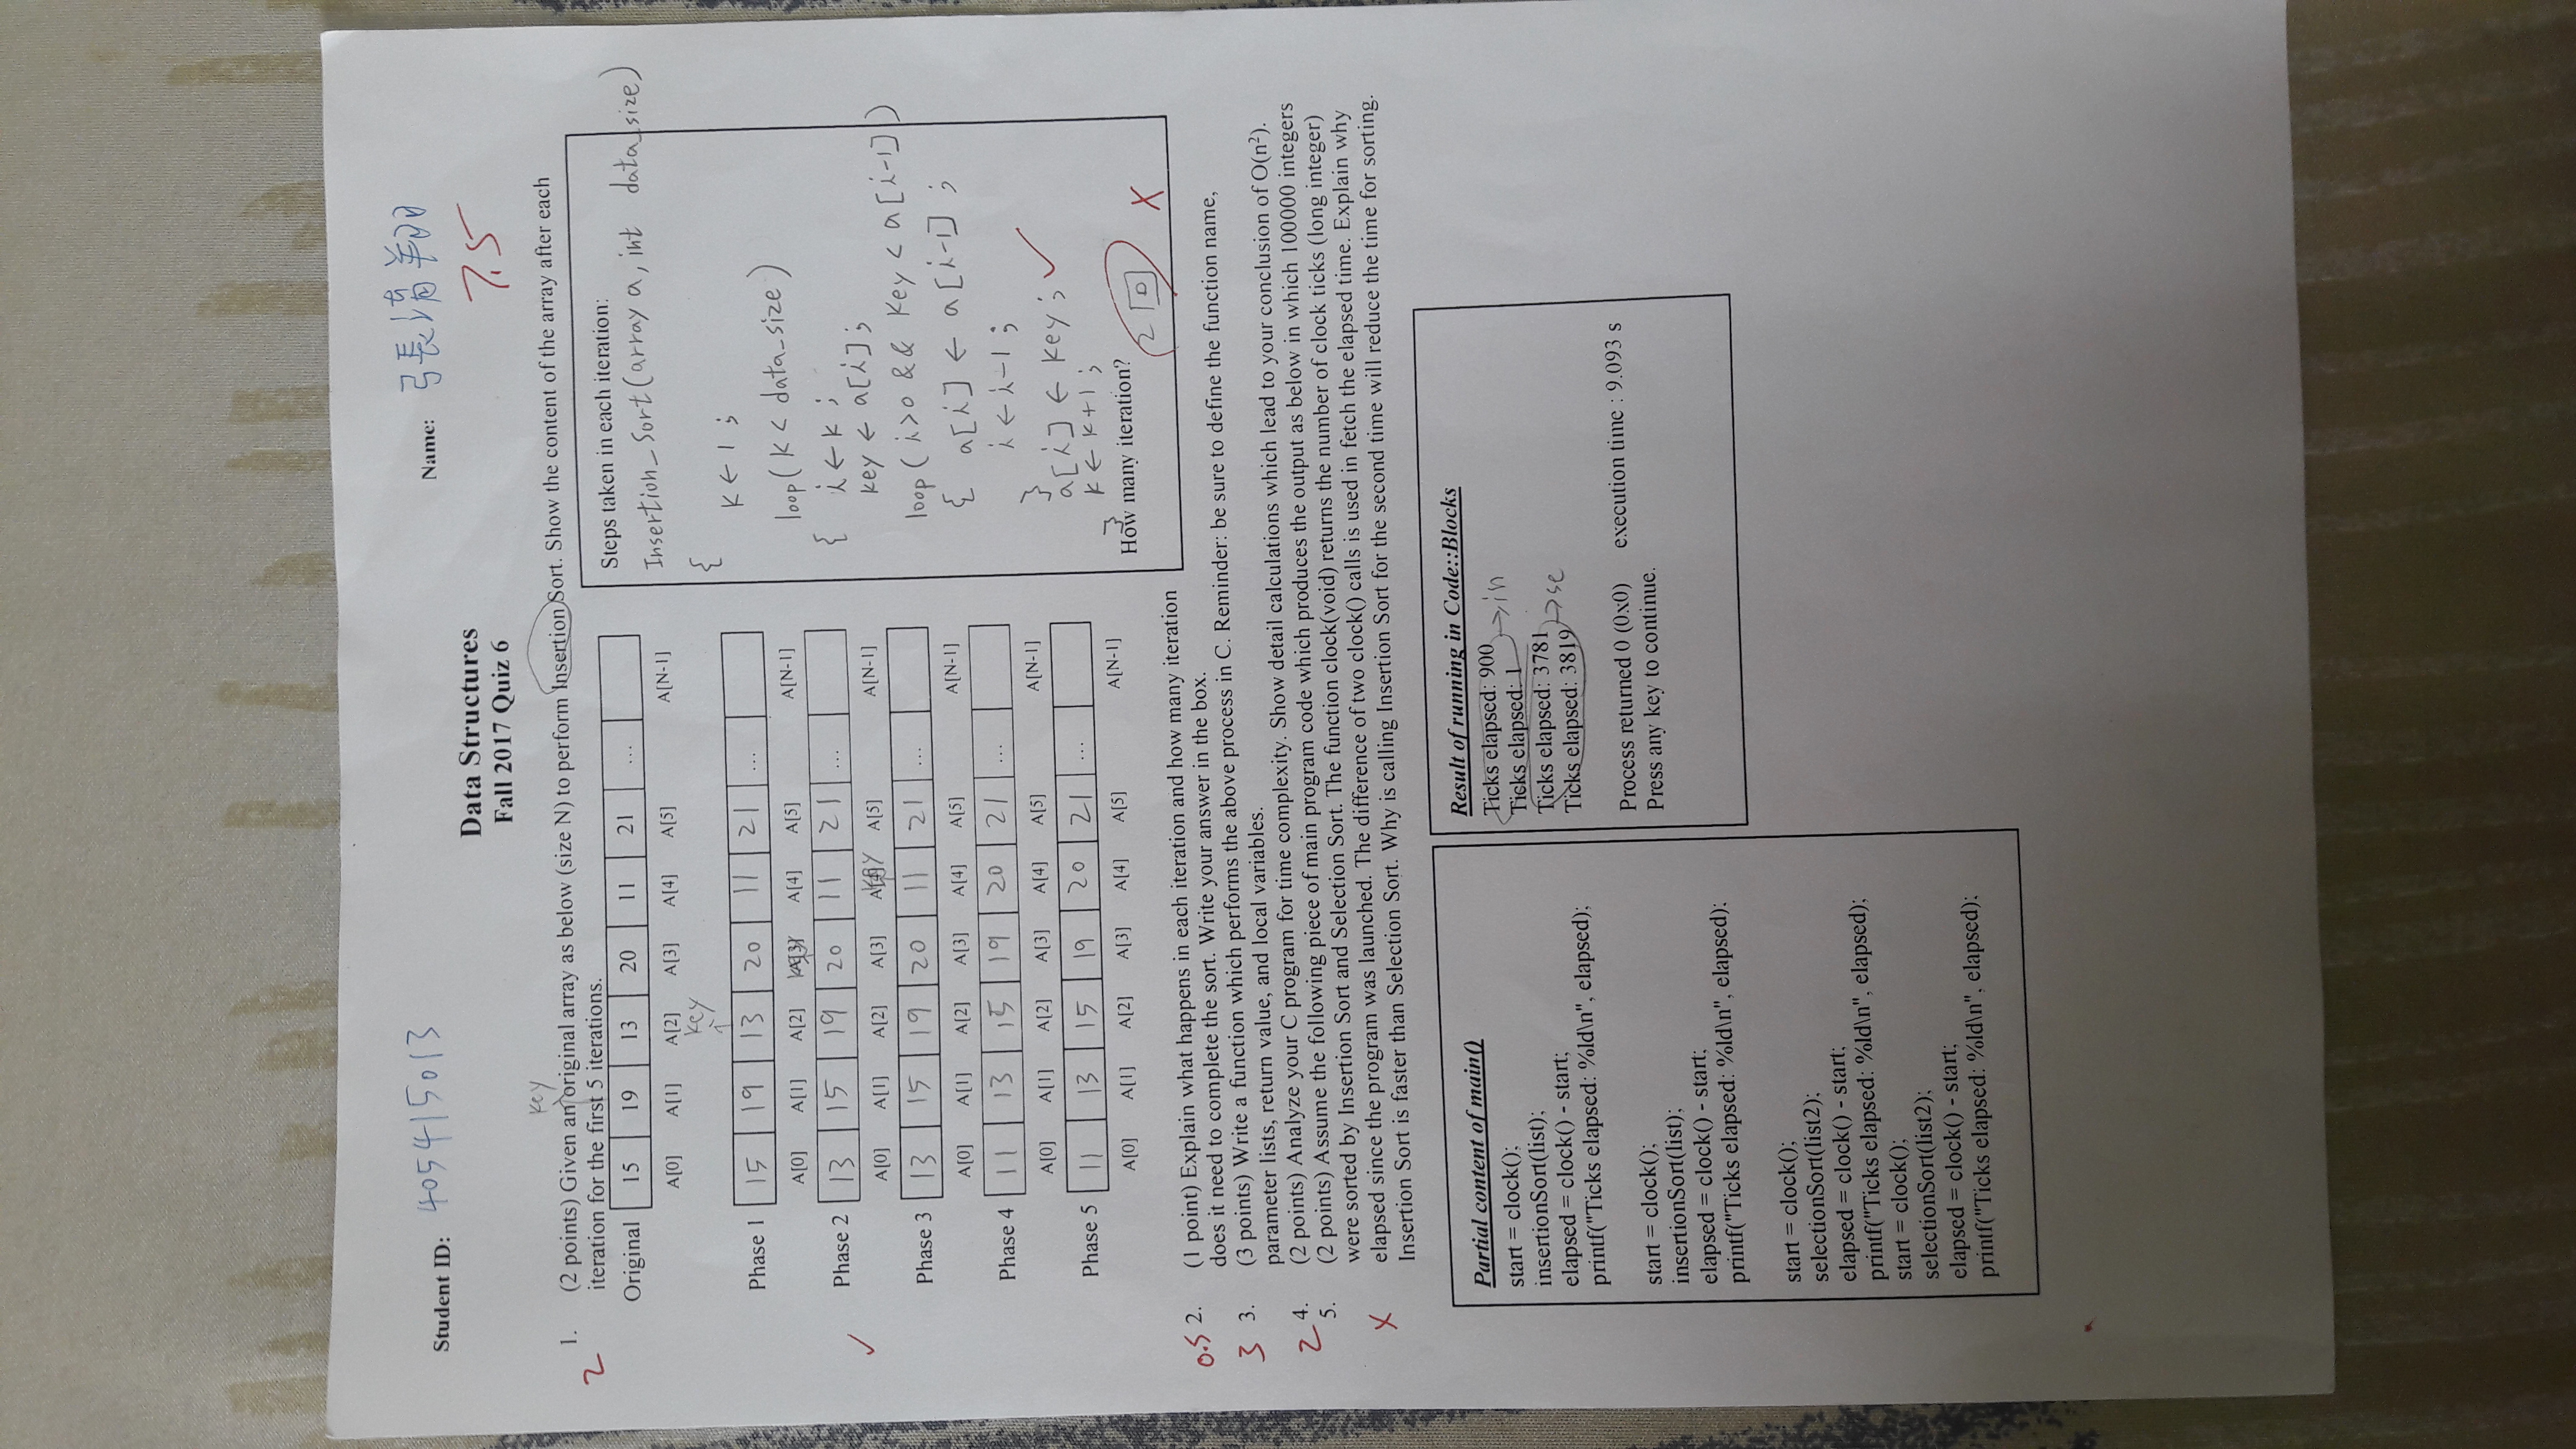 Student ID: 405415013
Name: 張靖翔
Data Structures
7.5
Fall 2017 Quiz 6
key
1. (2 points) Given an original array as below (size N) to perform Insertion Sort. Show the content of the array after each
2
iteration for the first 5 iterations.
Original 15 19 13 20 11 21 ...
A[0] A[1] A[2] A[3] A[4] A[5] A[N-1]
key
Phase 1 15 19 13 20 11 21 ...
A[0] A[1] A[2] A[3] A[4] A[5] A[N-1]
Phase 2 13 15 19 20 11 21 ...
A[0] A[1] A[2] A[3] A[4] A[5] A[N-1]
key
Phase 3 13 15 19 20 11 21 ...
A[0] A[1] A[2] A[3] A[4] A[5] A[N-1]
Phase 4 11 13 15 19 20 21 ...
A[0] A[1] A[2] A[3] A[4] A[5] A[N-1]
Phase 5 11 13 15 19 20 21 ...
A[0] A[1] A[2] A[3] A[4] A[5] A[N-1]
Steps taken in each iteration:
Insertion_Sort(array a, int data_size)
{
k ← 1 ;
loop( k < data_size )
{ i ← k ;
key ← a[i] ;
loop( i>0 && key < a[i-1] )
{ a[i] ← a[i-1] ;
i ← i-1 ;
}
a[i] ← key ; ✓
k ← k+1 ;
}
How many iteration?
X
0.5 2. (1 point) Explain what happens in each iteration and how many iteration
does it need to complete the sort. Write your answer in the box.
3 3. (3 points) Write a function which performs the above process in C. Reminder: be sure to define the function name,
parameter lists, return value, and local variables.
2 4. (2 points) Analyze your C program for time complexity. Show detail calculations which lead to your conclusion of O(n²).
5. (2 points) Assume the following piece of main program code which produces the output as below in which 100000 integers
were sorted by Insertion Sort and Selection Sort. The function clock(void) returns the number of clock ticks (long integer)
X elapsed since the program was launched. The difference of two clock() calls is used in fetch the elapsed time. Explain why
Insertion Sort is faster than Selection Sort. Why is calling Insertion Sort for the second time will reduce the time for sorting.
Partial content of main()
start = clock();
insertionSort(list);
elapsed = clock() - start;
printf("Ticks elapsed: %ld\n", elapsed);
start = clock();
insertionSort(list);
elapsed = clock() - start;
printf("Ticks elapsed: %ld\n", elapsed);
start = clock();
selectionSort(list2);
elapsed = clock() - start;
printf("Ticks elapsed: %ld\n", elapsed);
start = clock();
selectionSort(list2);
elapsed = clock() - start;
printf("Ticks elapsed: %ld\n", elapsed);
Result of running in Code::Blocks
Ticks elapsed: 900 → in
Ticks elapsed: 1
Ticks elapsed: 3781 → se
Ticks elapsed: 3819
Process returned 0 (0x0) execution time : 9.093 s
Press any key to continue.